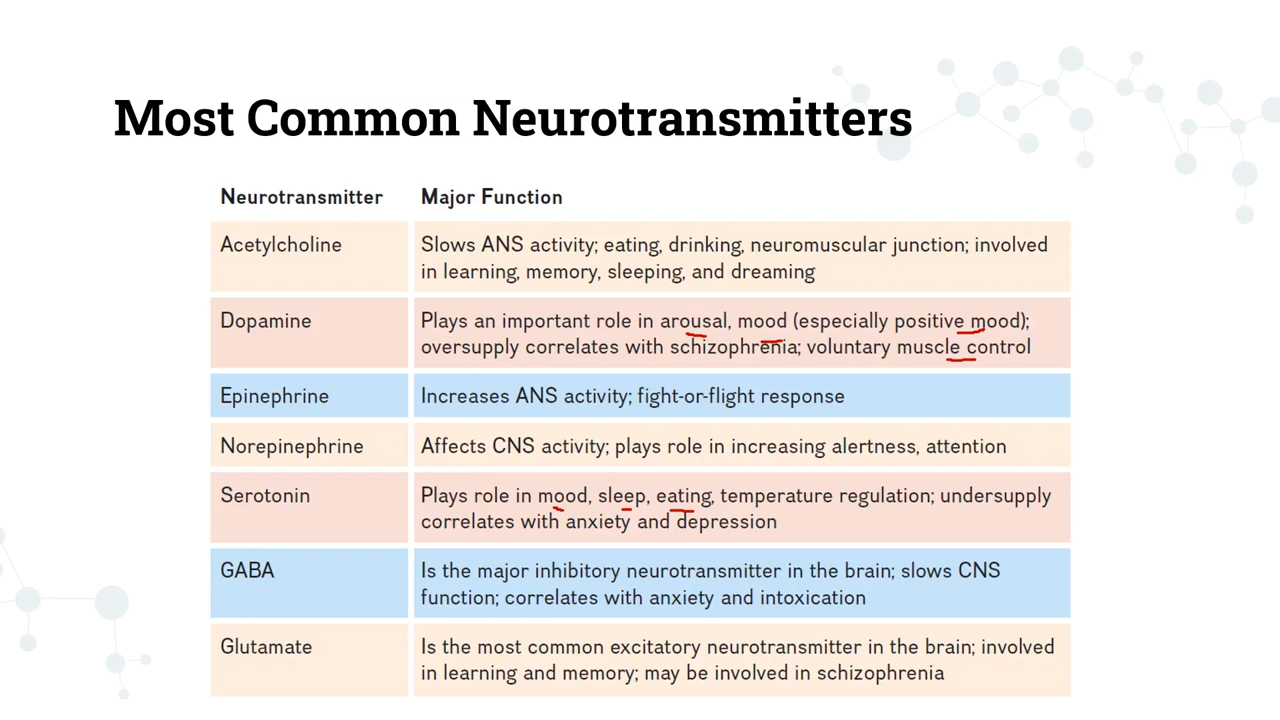 Most Common Neurotransmitters
Neurotransmitter Major Function
Acetylcholine Slows ANS activity; eating, drinking, neuromuscular junction; involved
in learning, memory, sleeping, and dreaming
Dopamine Plays an important role in arousal, mood (especially positive mood);
oversupply correlates with schizophrenia; voluntary muscle control
Epinephrine Increases ANS activity; fight-or-flight response
Norepinephrine Affects CNS activity; plays role in increasing alertness, attention
Serotonin Plays role in mood, sleep, eating, temperature regulation; undersupply
correlates with anxiety and depression
GABA Is the major inhibitory neurotransmitter in the brain; slows CNS
function; correlates with anxiety and intoxication
Glutamate Is the most common excitatory neurotransmitter in the brain; involved
in learning and memory; may be involved in schizophrenia